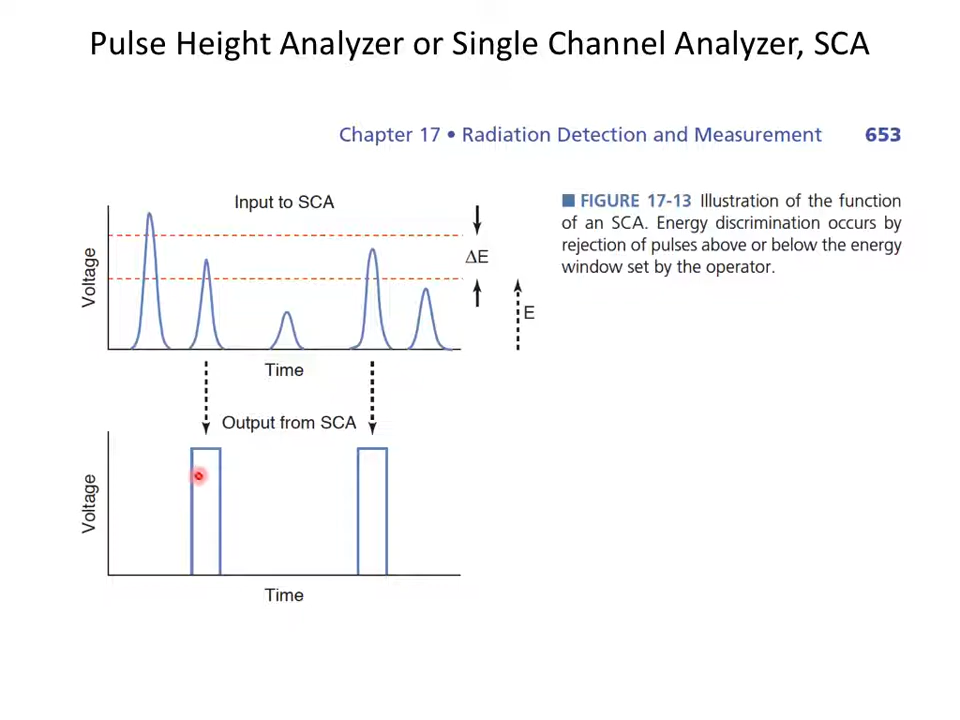 Pulse Height Analyzer or Single Channel Analyzer, SCA
Chapter 17 • Radiation Detection and Measurement 653
Input to SCA
Voltage
ΔE
E
Time
■ FIGURE 17-13 Illustration of the function
of an SCA. Energy discrimination occurs by
rejection of pulses above or below the energy
window set by the operator.
Output from SCA
Voltage
Time